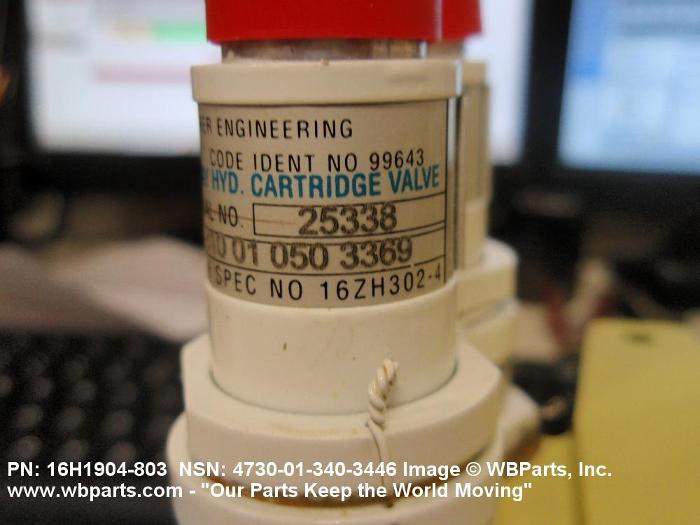 ENGINEERING
CODE IDENT NO 99643
HYD. CARTRIDGE VALVE
NO. 25338
01 050 3369
SPEC NO 16ZH302-4
PN: 16H1904-803 NSN: 4730-01-340-3446 Image © WBParts, Inc.
www.wbparts.com - "Our Parts Keep the World Moving"